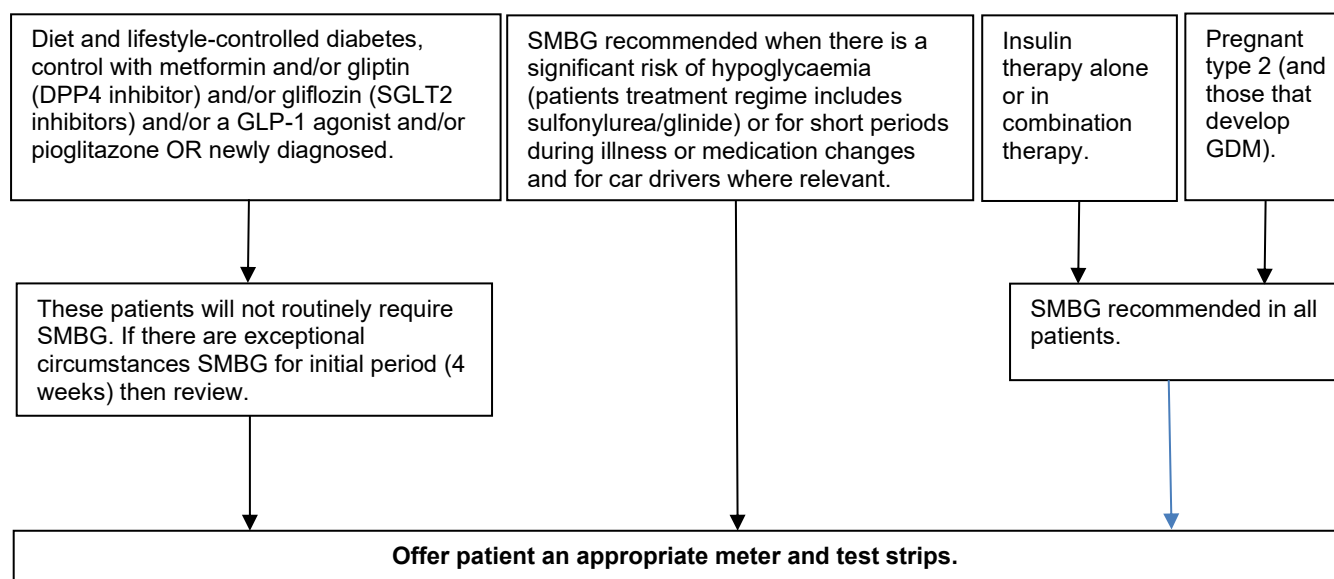 Diet and lifestyle-controlled diabetes,
control with metformin and/or gliptin
(DPP4 inhibitor) and/or gliflozin (SGLT2
inhibitors) and/or a GLP-1 agonist and/or
pioglitazone OR newly diagnosed.
SMBG recommended when there is a
significant risk of hypoglycaemia
(patients treatment regime includes
sulfonylurea/glinide) or for short periods
during illness or medication changes
and for car drivers where relevant.
Insulin
therapy alone
or in
combination
therapy.
Pregnant
type 2 (and
those that
develop
GDM).
These patients will not routinely require
SMBG. If there are exceptional
circumstances SMBG for initial period (4
weeks) then review.
SMBG recommended in all
patients.
Offer patient an appropriate meter and test strips.